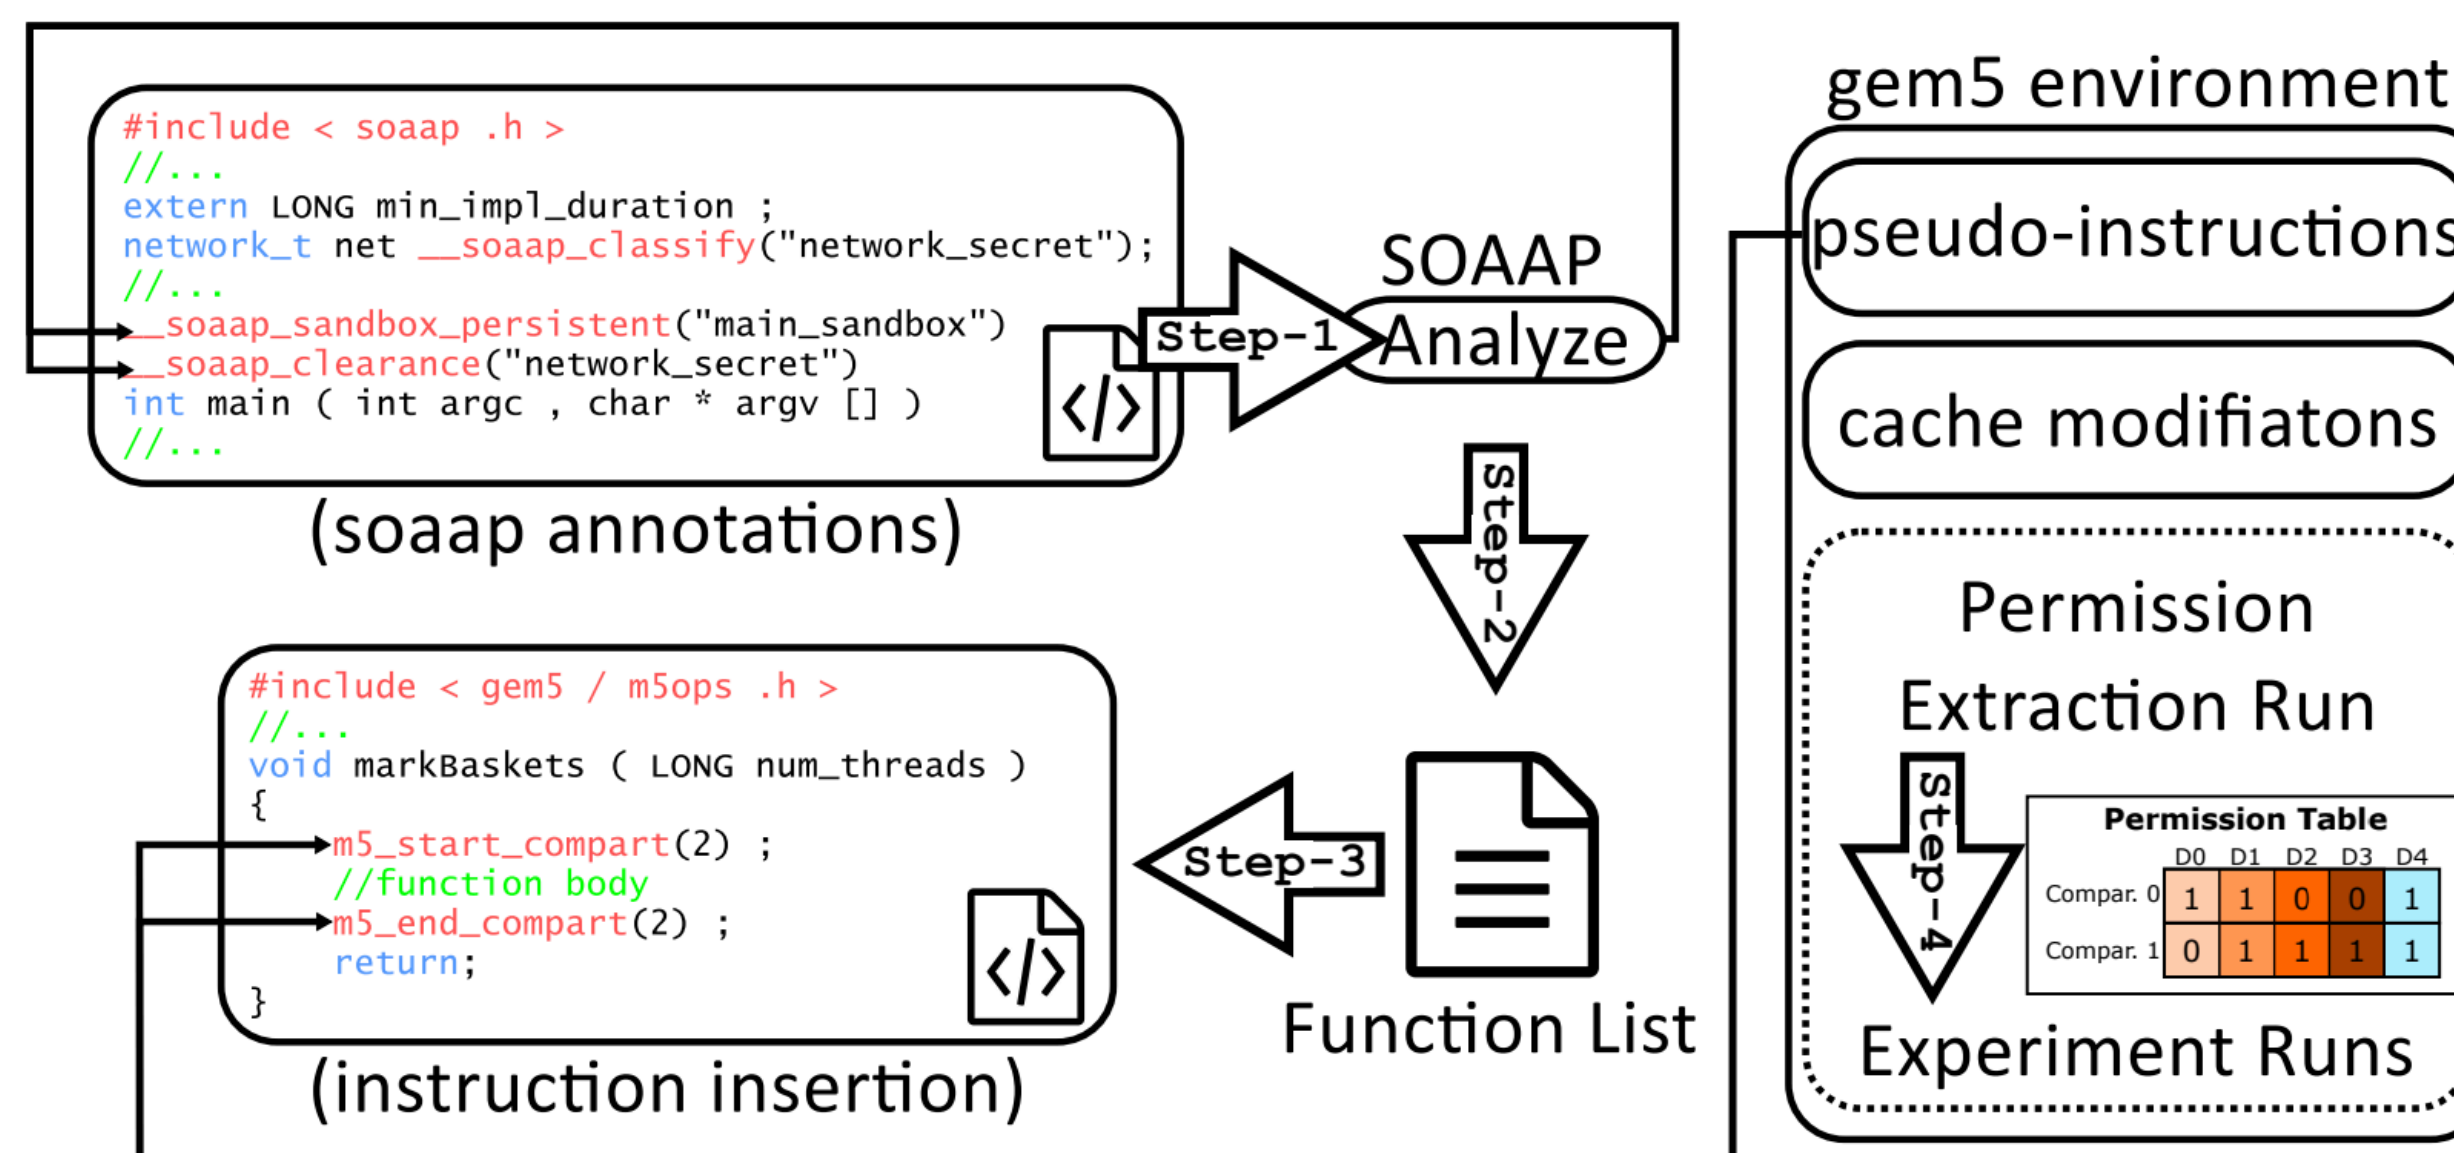 #include < soaap .h >
//...
extern LONG min_impl_duration ;
network_t net __soaap_classify("network_secret");
//...
__soaap_sandbox_persistent("main_sandbox")
__soaap_clearance("network_secret")
int main ( int argc , char * argv [] )
//...
</>
(soaap annotations)
Step-1
SOAAP
Analyze
Step-2
#include < gem5 / m5ops .h >
//...
void markBaskets ( LONG num_threads )
{
m5_start_compart(2) ;
//function body
m5_end_compart(2) ;
return;
}
</>
(instruction insertion)
Step-3
Function List
gem5 environment
pseudo-instructions
cache modifiatons
Permission
Extraction Run
Step-4
Permission Table
D0 D1 D2 D3 D4
Compar. 0 1 1 0 0 1
Compar. 1 0 1 1 1 1
Experiment Runs